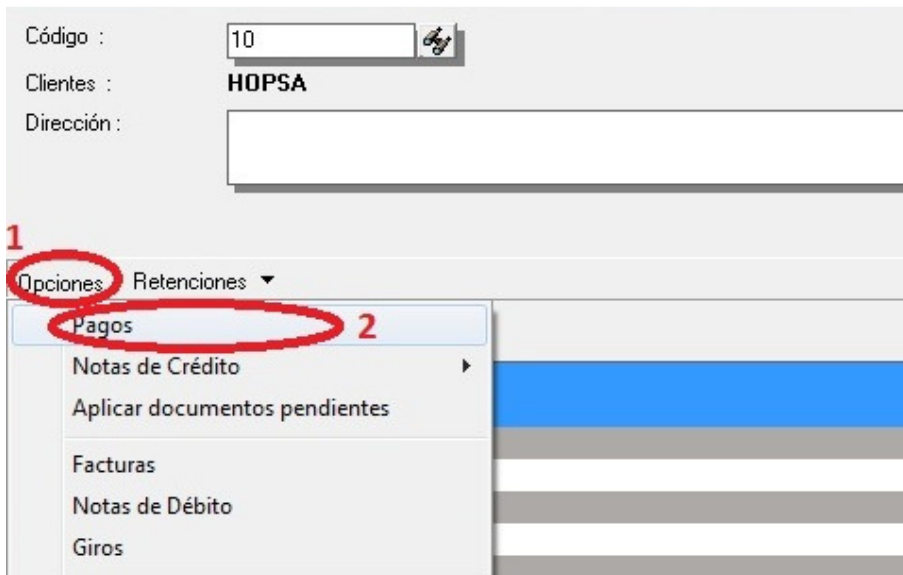 Código : 10
Clientes : HOPSA
Dirección :
1
Opciones Retenciones
Pagos 2
Notas de Crédito
Aplicar documentos pendientes
Facturas
Notas de Débito
Giros